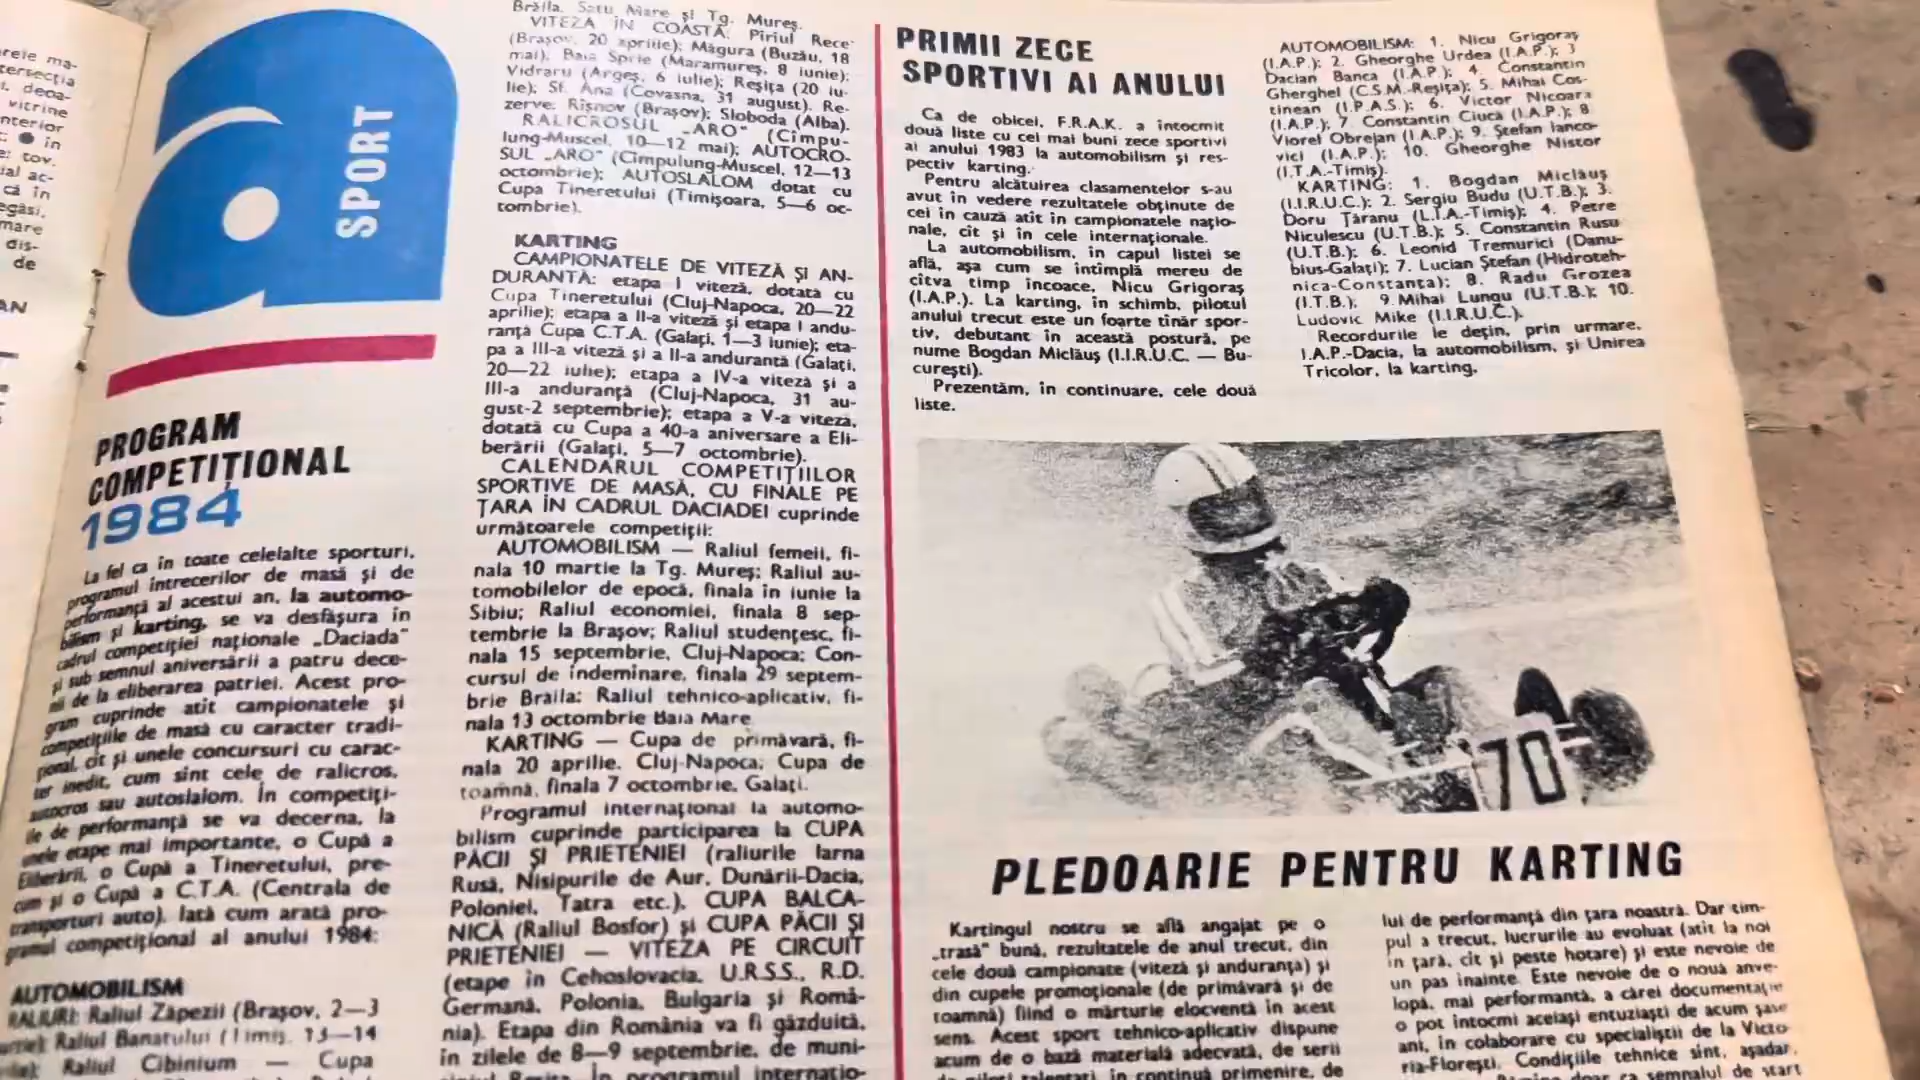 reie ma-
tersecția
vitrine
nterior
in
tov.
ial ac-
că în
mare
dis-
de
AN
a
SPORT
PROGRAM
COMPETIȚIONAL
1984
La fel ca în toate celelalte sporturi,
programul întrecerilor de masă și de
performanță al acestui an, la automo-
bilism și karting, se va desfășura în
cadrul competiției naționale „Daciada"
și sub semnul aniversării a patru dece-
nii de la eliberarea patriei. Acest pro-
gram cuprinde atît campionatele și
competițiile de masă cu caracter tradi-
țional, cît și unele concursuri cu carac-
ter inedit, cum sînt cele de ralicros,
autocros sau autoslalom. În competiți-
ile de performanță se va decerna, la
unele etape mai importante, o Cupă a
Eliberării, o Cupă a Tineretului, pre-
cum și o Cupă a C.T.A. (Centrala de
transporturi auto). Iată cum arată pro-
gramul competițional al anului 1984:
AUTOMOBILISM
RALIURI: Raliul Zăpezii (Brașov, 2—3
Raliul Banatului (Timiș, 13—14
Raliul Cibinium — Cupa
Brăila, Satu Mare și Tg. Mureș.
VITEZĂ ÎN COASTĂ: Pîrîul Rece
(Brașov, 20 aprilie); Măgura (Buzău, 18
mai), Baia Sprie (Maramureș, 8 iunie);
Vidraru (Argeș, 6 iulie); Reșița (20 iu-
lie); Sf. Ana (Covasna, 31 august). Re-
zerve: Rîșnov (Brașov); Sloboda (Alba).
RALICROSUL „ARO" (Cîmpu-
lung-Muscel, 10—12 mai); AUTOCRO-
SUL „ARO" (Cîmpulung-Muscel, 12—13
octombrie); AUTOSLALOM dotat cu
Cupa Tineretului (Timișoara, 5—6 oc-
tombrie).
KARTING
CAMPIONATELE DE VITEZĂ ȘI AN-
DURANȚĂ: etapa I viteză, dotată cu
Cupa Tineretului (Cluj-Napoca, 20—22
aprilie); etapa a II-a viteză și etapa I andu-
ranță Cupa C.T.A. (Galați, 1—3 iunie); eta-
pa a III-a viteză și a II-a anduranță (Galați,
20—22 iulie); etapa a IV-a viteză și a
III-a anduranță (Cluj-Napoca, 31 au-
gust-2 septembrie); etapa a V-a viteză,
dotată cu Cupa a 40-a aniversare a Eli-
berării (Galați, 5—7 octombrie).
CALENDARUL COMPETIȚIILOR
SPORTIVE DE MASĂ, CU FINALE PE
ȚARĂ ÎN CADRUL DACIADEI cuprinde
următoarele competiții:
AUTOMOBILISM — Raliul femeii, fi-
nala 10 martie la Tg. Mureș; Raliul au-
tomobilelor de epocă, finala în iunie la
Sibiu; Raliul economiei, finala 8 sep-
tembrie la Brașov; Raliul studențesc, fi-
nala 15 septembrie, Cluj-Napoca; Con-
cursul de îndemînare, finala 29 septem-
brie Brăila; Raliul tehnico-aplicativ, fi-
nala 13 octombrie Baia Mare
KARTING — Cupa de primăvară, fi-
nala 20 aprilie, Cluj-Napoca; Cupa de
toamnă, finala 7 octombrie, Galați.
Programul internațional la automo-
bilism cuprinde participarea la CUPA
PĂCII ȘI PRIETENIEI (raliurile Iarna
Rusă, Nisipurile de Aur, Dunării-Dacia,
Poloniei, Tatra etc.), CUPA BALCA-
NICĂ (Raliul Bosfor) și CUPA PĂCII ȘI
PRIETENIEI — VITEZĂ PE CIRCUIT
(etape în Cehoslovacia, U.R.S.S., R.D.
Germană, Polonia, Bulgaria și Româ-
nia). Etapa din România va fi găzduită,
în zilele de 8—9 septembrie, de muni-
cipiul Reșița. În programul internațio-
PRIMII ZECE
SPORTIVI AI ANULUI
Ca de obicei, F.R.A.K. a întocmit
două liste cu cei mai buni zece sportivi
ai anului 1983 la automobilism și res-
pectiv karting.
Pentru alcătuirea clasamentelor s-au
avut în vedere rezultatele obținute de
cei în cauză atît în campionatele națio-
nale, cît și în cele internaționale.
La automobilism, în capul listei se
află, așa cum se întîmplă mereu de
cîtva timp încoace, Nicu Grigoraș
(I.A.P.). La karting, în schimb, pilotul
anului trecut este un foarte tînăr spor-
tiv, debutant în această postură, pe
nume Bogdan Miclăuș (I.I.R.U.C. — Bu-
curești).
Prezentăm, în continuare, cele două
liste.
AUTOMOBILISM: 1. Nicu Grigoraș
(I.A.P.); 2. Gheorghe Urdea (I.A.P.); 3
Dacian Banca (I.A.P.); 4. Constantin
Gherghel (C.S.M.-Reșița); 5. Mihai Cos-
tinean (I.P.A.S.); 6. Victor Nicoară
(I.A.P.); 7. Constantin Ciucă (I.A.P.); 8.
Viorel Obrejan (I.A.P.); 9. Ștefan Ianco-
vici (I.A.P.); 10. Gheorghe Nistor
(I.T.A.-Timiș).
KARTING: 1. Bogdan Miclăuș
(I.I.R.U.C.); 2. Sergiu Budu (U.T.B.); 3.
Doru Țăranu (L.I.A.-Timiș); 4. Petre
Niculescu (U.T.B.); 5. Constantin Rusu
(U.T.B.); 6. Leonid Tremurici (Danu-
bius-Galați); 7. Lucian Ștefan (Hidroteh-
nica-Constanța); 8. Radu Grozea
(I.T.B.); 9. Mihai Lungu (U.T.B.); 10.
Ludovic Mike (I.I.R.U.C.).
Recordurile le dețin, prin urmare,
I.A.P.-Dacia, la automobilism, și Unirea
Tricolor, la karting.
70
PLEDOARIE PENTRU KARTING
Kartingul nostru se află angajat pe o
„trasă" bună, rezultatele de anul trecut, din
cele două campionate (viteză și anduranță) și
din cupele promoționale (de primăvară și de
toamnă) fiind o mărturie elocventă în acest
sens. Acest sport tehnico-aplicativ dispune
acum de o bază materială adecvată, de serii
de piloți talentați, în continuă primenire, de
lui de performanță din țara noastră. Dar tim-
pul a trecut, lucrurile au evoluat (atît la noi
în țară, cît și peste hotare) și este nevoie de
un pas înainte. Este nevoie de o nouă anve-
lopă, mai performantă, a cărei documentație
o pot întocmi aceiași entuziaști de acum șase
ani, în colaborare cu specialiștii de la Victo-
ria-Florești. Condițiile tehnice sînt, așadar,
doar ca semnalul de start